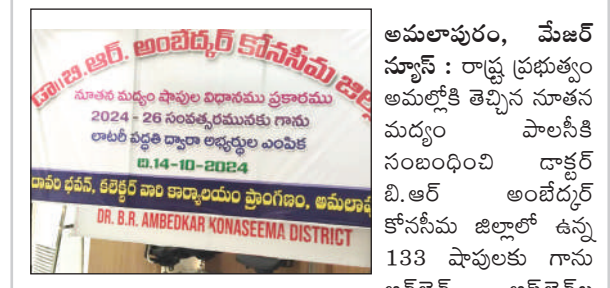 డా॥బి.ఆర్. అంబేద్కర్ కోనసీమ జిల్లా
నూతన మద్యం షాపుల విధానము ప్రకారము
2024 - 26 సంవత్సరమునకు గాను
లాటరీ పద్ధతి ద్వారా అభ్యర్థుల ఎంపిక
ది.14-10-2024
దావరి భవన్, కలెక్టర్ వారి కార్యాలయం ప్రాంగణం,
DR. B.R. AMBEDKAR KONASEEMA DISTRICT
అమలాపురం, మేజర్
న్యూస్ : రాష్ట్ర ప్రభుత్వం
అమల్లోకి తెచ్చిన నూతన
మద్యం పాలసీకి
సంబంధించి డాక్టర్
బి.ఆర్ అంబేద్కర్
కోనసీమ జిల్లాలో ఉన్న
133 షాపులకు గాను